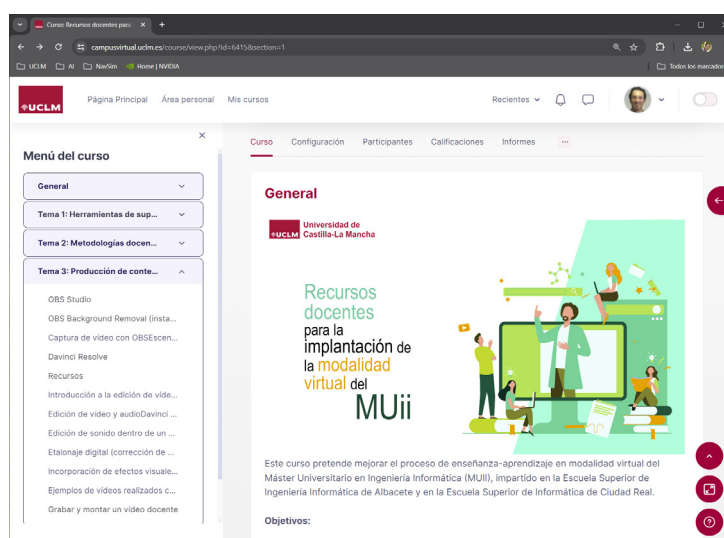 Curso: Recursos docentes para
campusvirtual.uclm.es/course/view.php?id=6415&section=1
UCLM
AI
NavSim
Home | NVIDIA
Todos los marcador
UCLM
Página Principal
Área personal
Mis cursos
Recientes
Menú del curso
General
Tema 1: Herramientas de sup...
Tema 2: Metodologías docen...
Tema 3: Producción de conte...
OBS Studio
OBS Background Removal (insta...
Captura de vídeo con OBSEscen...
Davinci Resolve
Recursos
Introducción a la edición de víde...
Edición de video y audioDavinci ...
Edición de sonido dentro de un ...
Etalonaje digital (corrección de ...
Incorporación de efectos visuale...
Ejemplos de vídeos realizados c...
Grabar y montar un vídeo docente
Curso
Configuración
Participantes
Calificaciones
Informes
...
General
UCLM
Universidad de
Castilla-La Mancha
Recursos
docentes
para la
implantación de
la modalidad
virtual del
MUii
Este curso pretende mejorar el proceso de enseñanza-aprendizaje en modalidad virtual del
Máster Universitario en Ingeniería Informática (MUII), impartido en la Escuela Superior de
Ingeniería Informática de Albacete y en la Escuela Superior de Informática de Ciudad Real.
Objetivos: